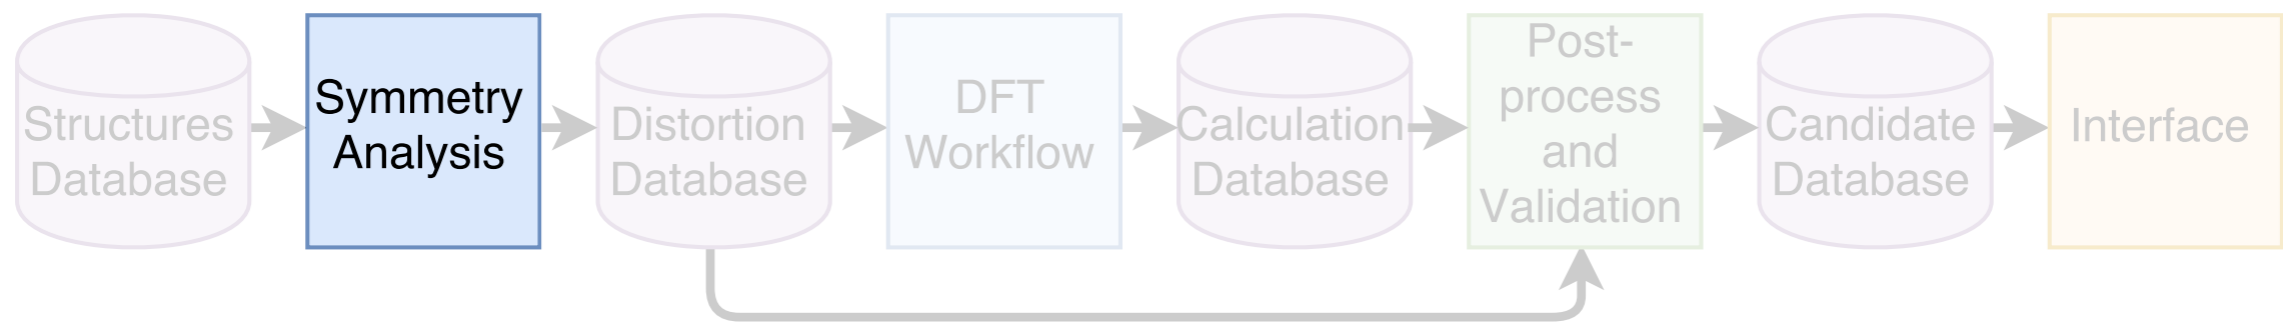 Structures
Database
Symmetry
Analysis
Distortion
Database
DFT
Workflow
Calculation
Database
Post-
process
and
Validation
Candidate
Database
Interface